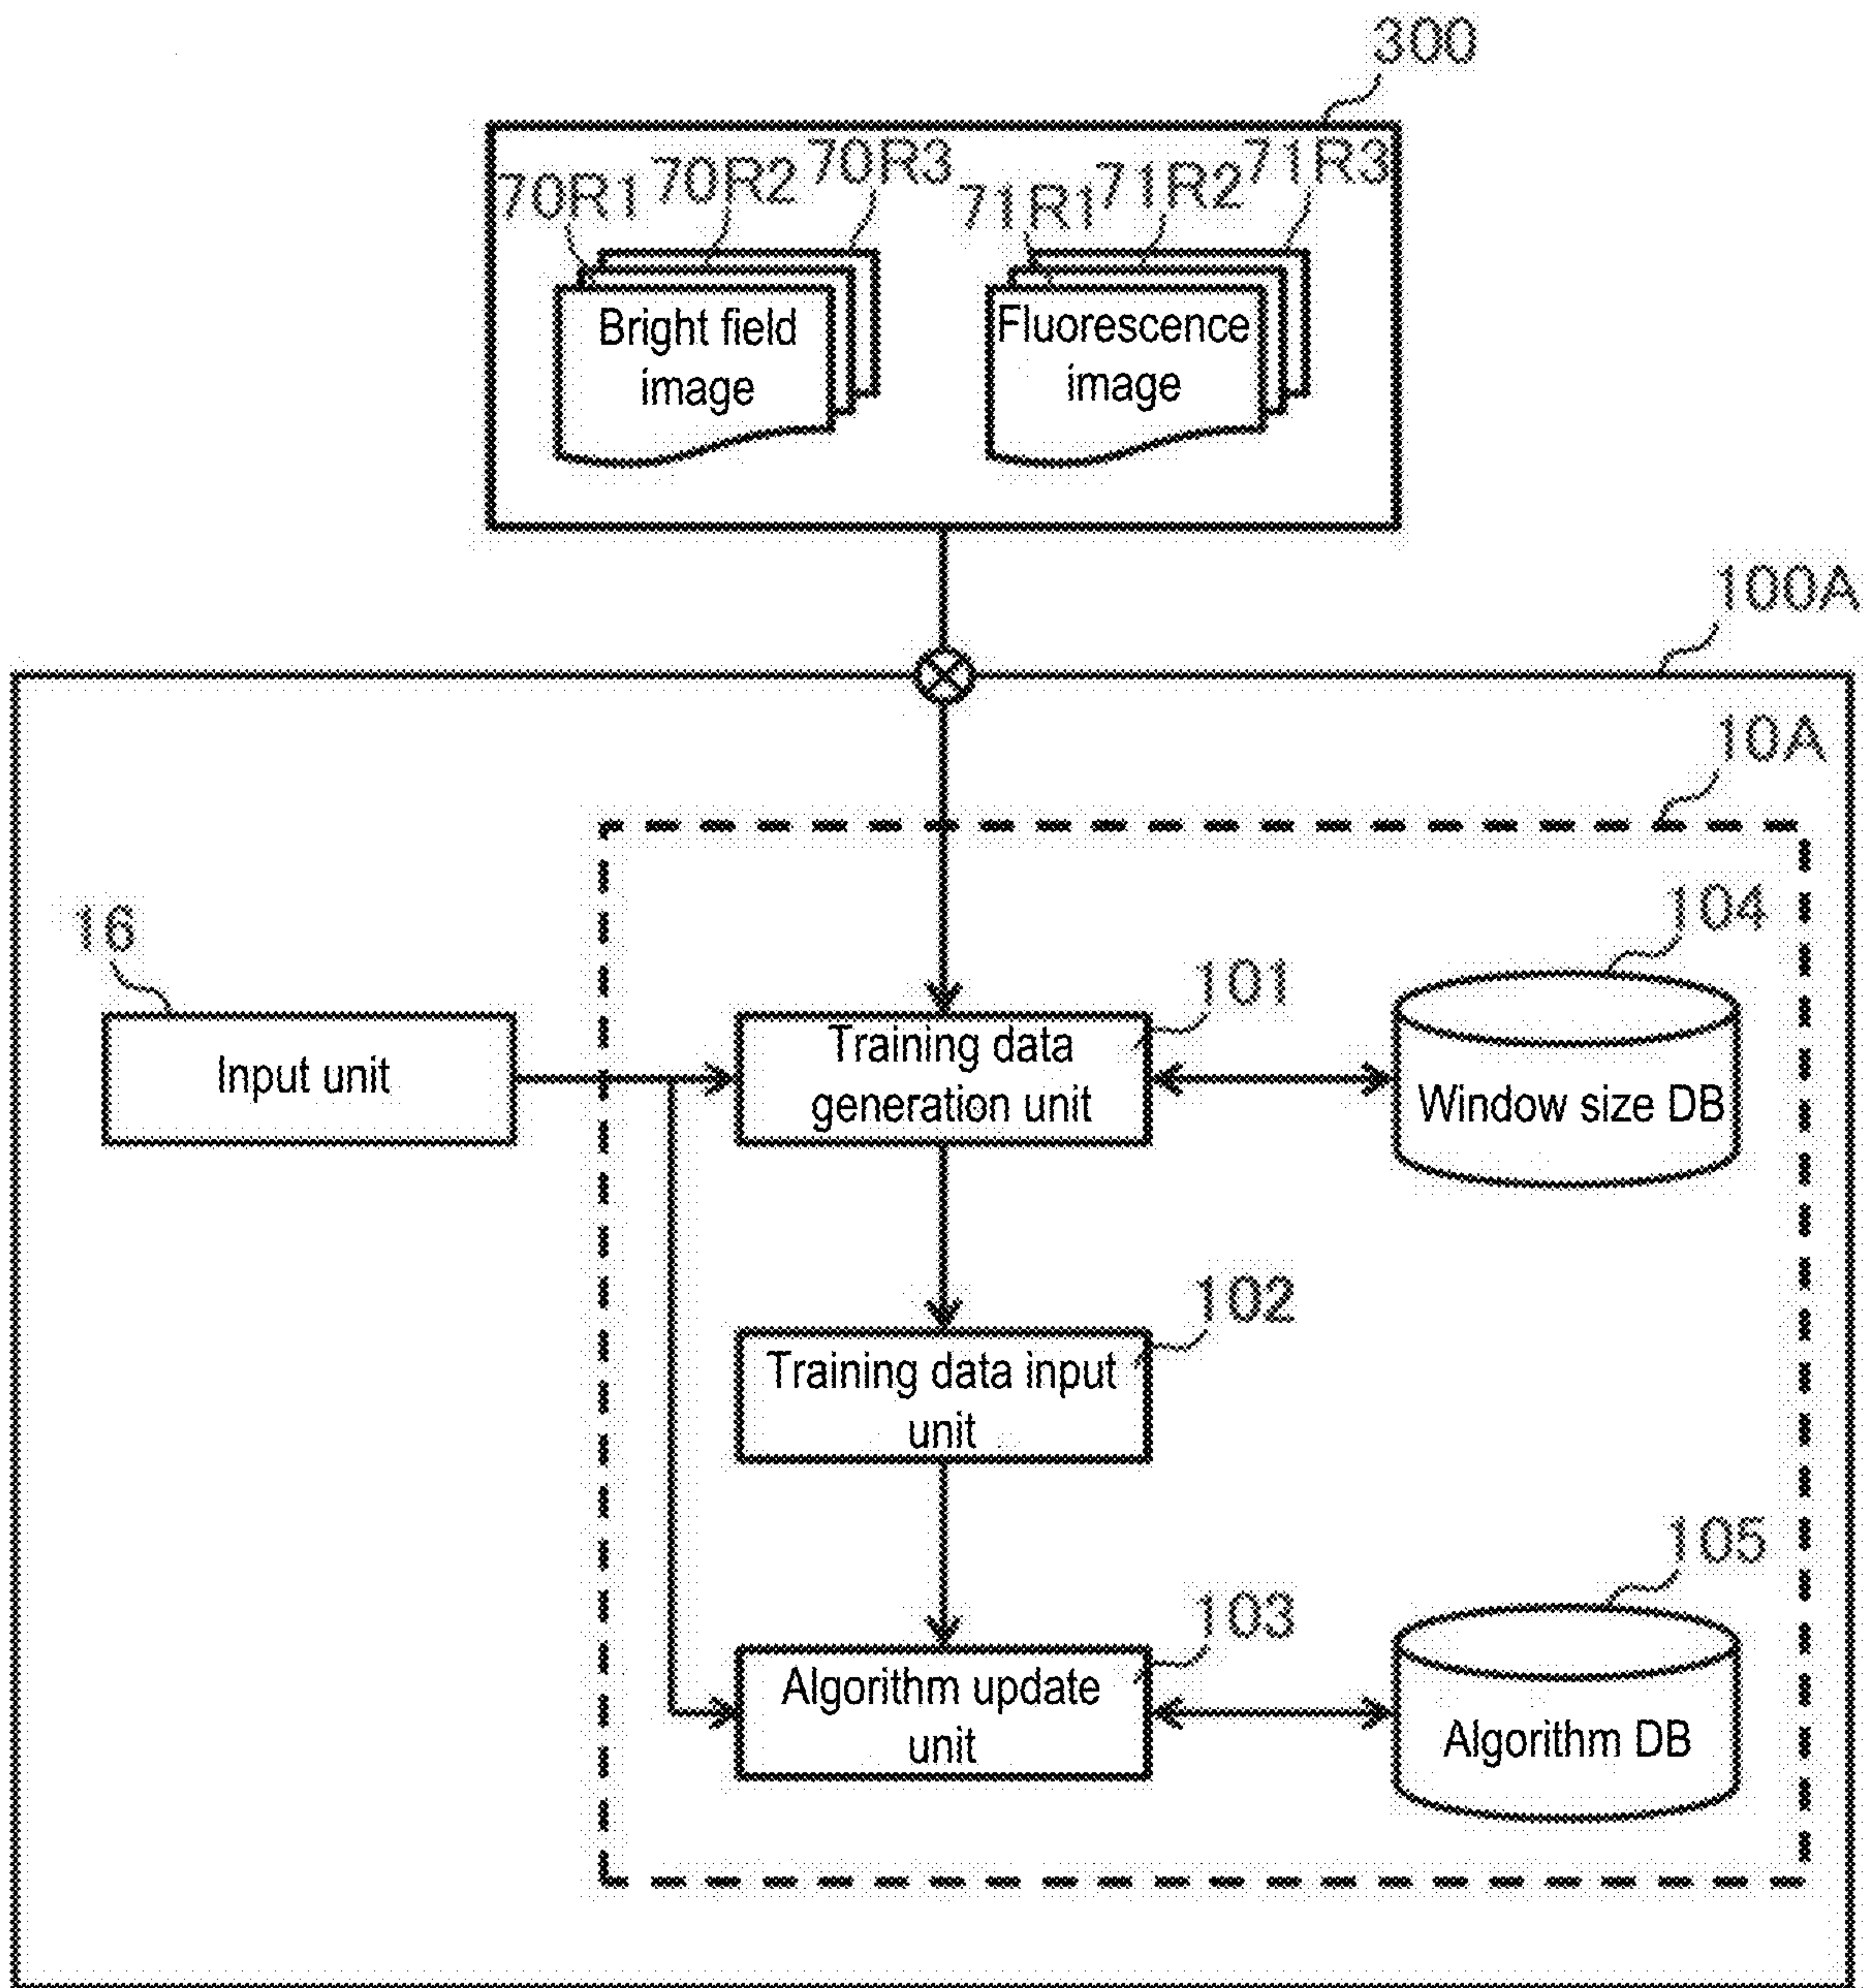 300
70R1 70R2 70R3 71R1 71R2 71R3
Bright field
image
Fluorescence
image
100A
10A
16
Input unit
101
Training data
generation unit
104
Window size DB
102
Training data input
unit
103
Algorithm update
unit
105
Algorithm DB